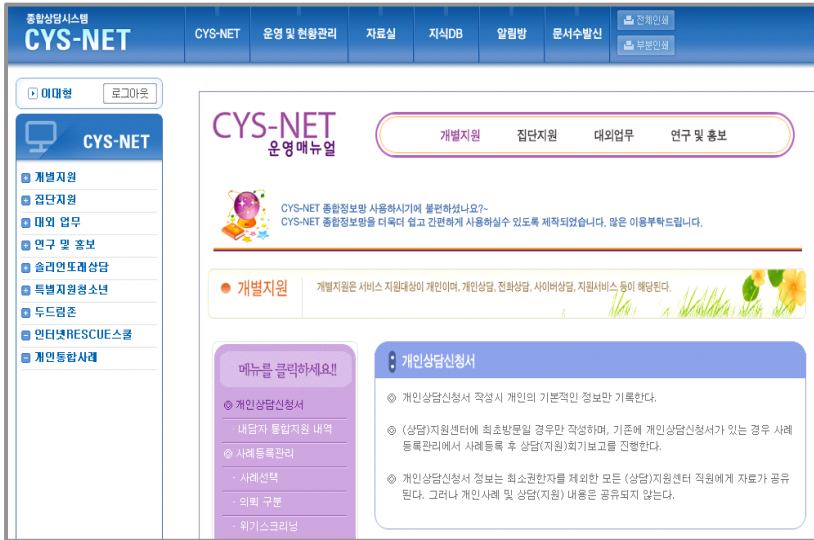 종합상담시스템
CYS-NET
CYS-NET 운영 및 현황관리 자료실 지식DB 알림방 문서수발신
전체인쇄
부분인쇄
이대형 로그아웃
CYS-NET
개별지원
집단지원
대외 업무
연구 및 홍보
솔리언또래상담
특별지원청소년
두드림존
인터넷RESCUE스쿨
개인통합사례
CYS-NET
운영매뉴얼
개별지원 집단지원 대외업무 연구 및 홍보
CYS-NET 종합정보망 사용하시기에 불편하셨나요?~
CYS-NET 종합정보망을 더욱더 쉽고 간편하게 사용하실수 있도록 제작되었습니다. 많은 이용부탁드립니다.
개별지원 개별지원은 서비스 지원대상이 개인이며, 개인상담, 전화상담, 사이버상담, 지원서비스 등이 해당된다.
메뉴를 클릭하세요!!
◎ 개인상담신청서
· 내담자 통합지원 내역
◎ 사례등록관리
· 사례선택
· 의뢰 구분
· 위기스크리닝
개인상담신청서
◎ 개인상담신청서 작성시 개인의 기본적인 정보만 기록한다.
◎ (상담)지원센터에 최초방문일 경우만 작성하며, 기존에 개인상담신청서가 있는 경우 사례
등록관리에서 사례등록 후 상담(지원)회기보고를 진행한다.
◎ 개인상담신청서 정보는 최소권한자를 제외한 모든 (상담)지원센터 직원에게 자료가 공유
된다. 그러나 개인사례 및 상담(지원) 내용은 공유되지 않는다.